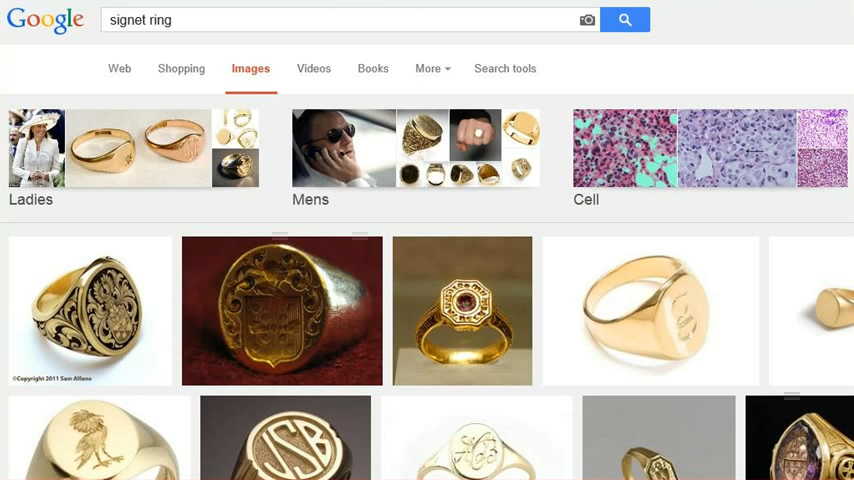 Google
signet ring
Web Shopping Images Videos Books More Search tools
Ladies Mens Cell
©Copyright 2011 Sam Alfano
JSB